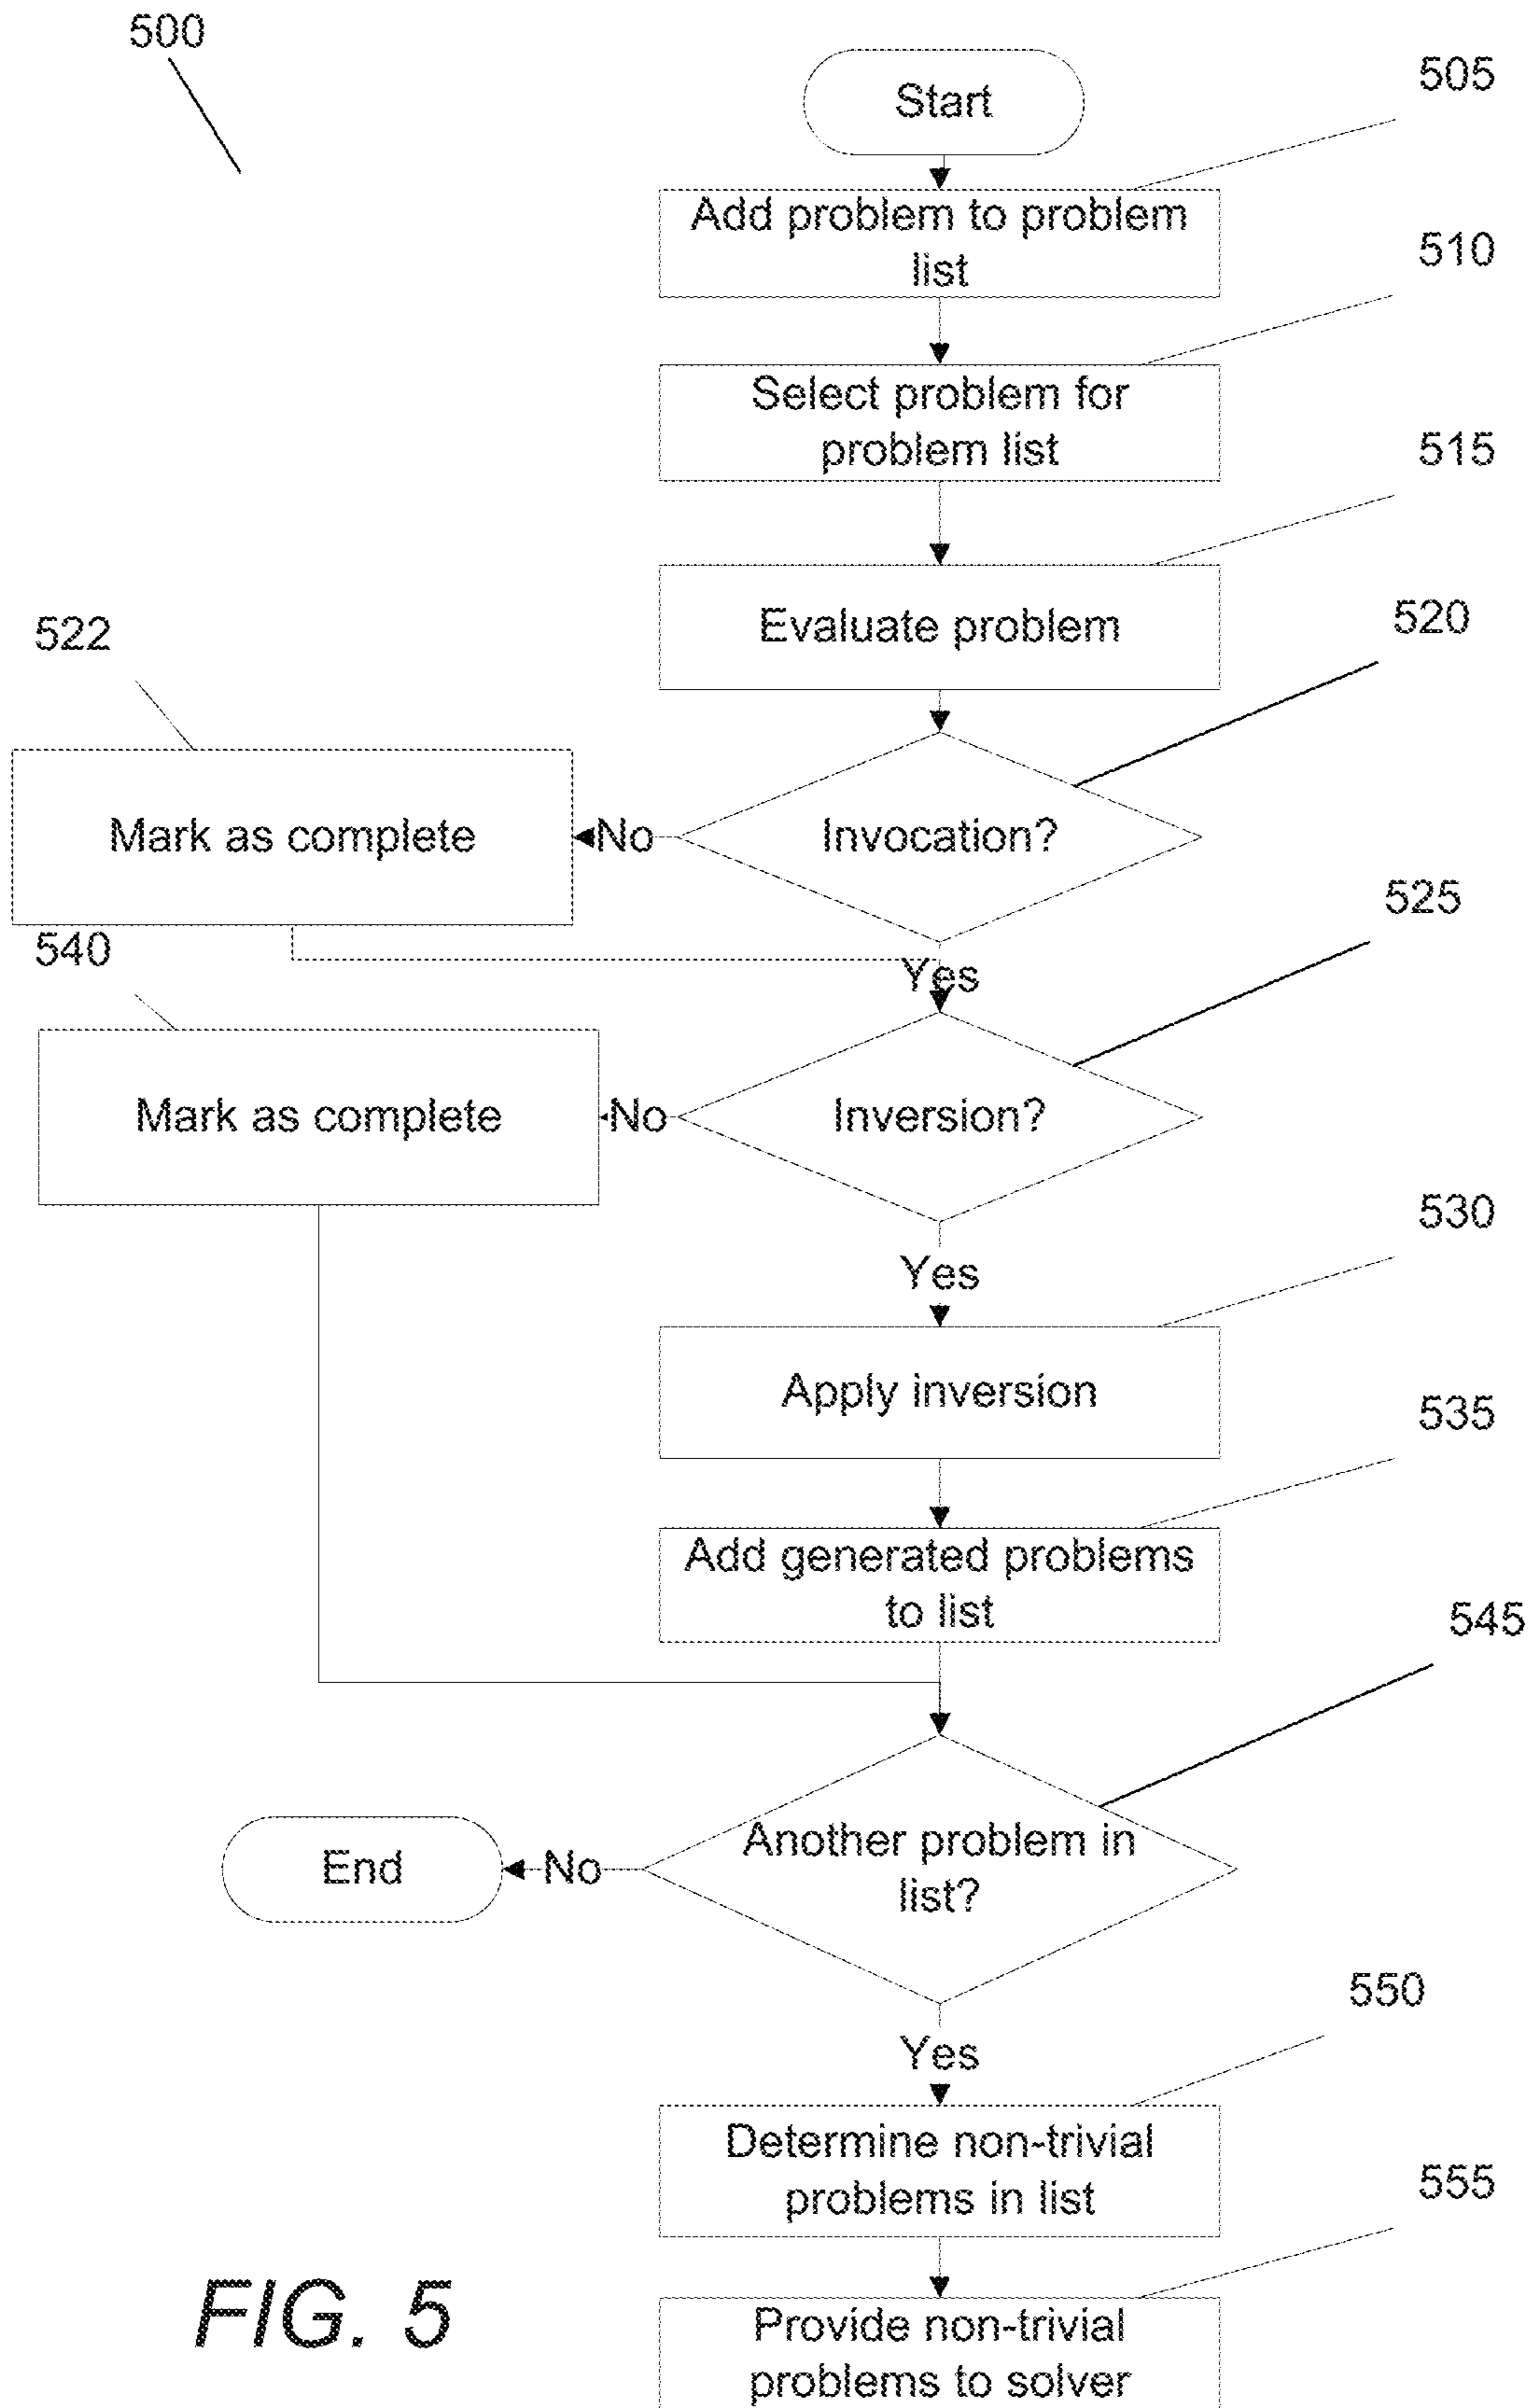 500
Start
505
Add problem to problem
list
510
Select problem for
problem list
515
Evaluate problem
520
522
Mark as complete
No
Invocation?
525
540
Yes
Mark as complete
No
Inversion?
530
Yes
Apply inversion
535
Add generated problems
to list
545
End
No
Another problem in
list?
550
Yes
Determine non-trivial
problems in list
555
Provide non-trivial
problems to solver
FIG. 5